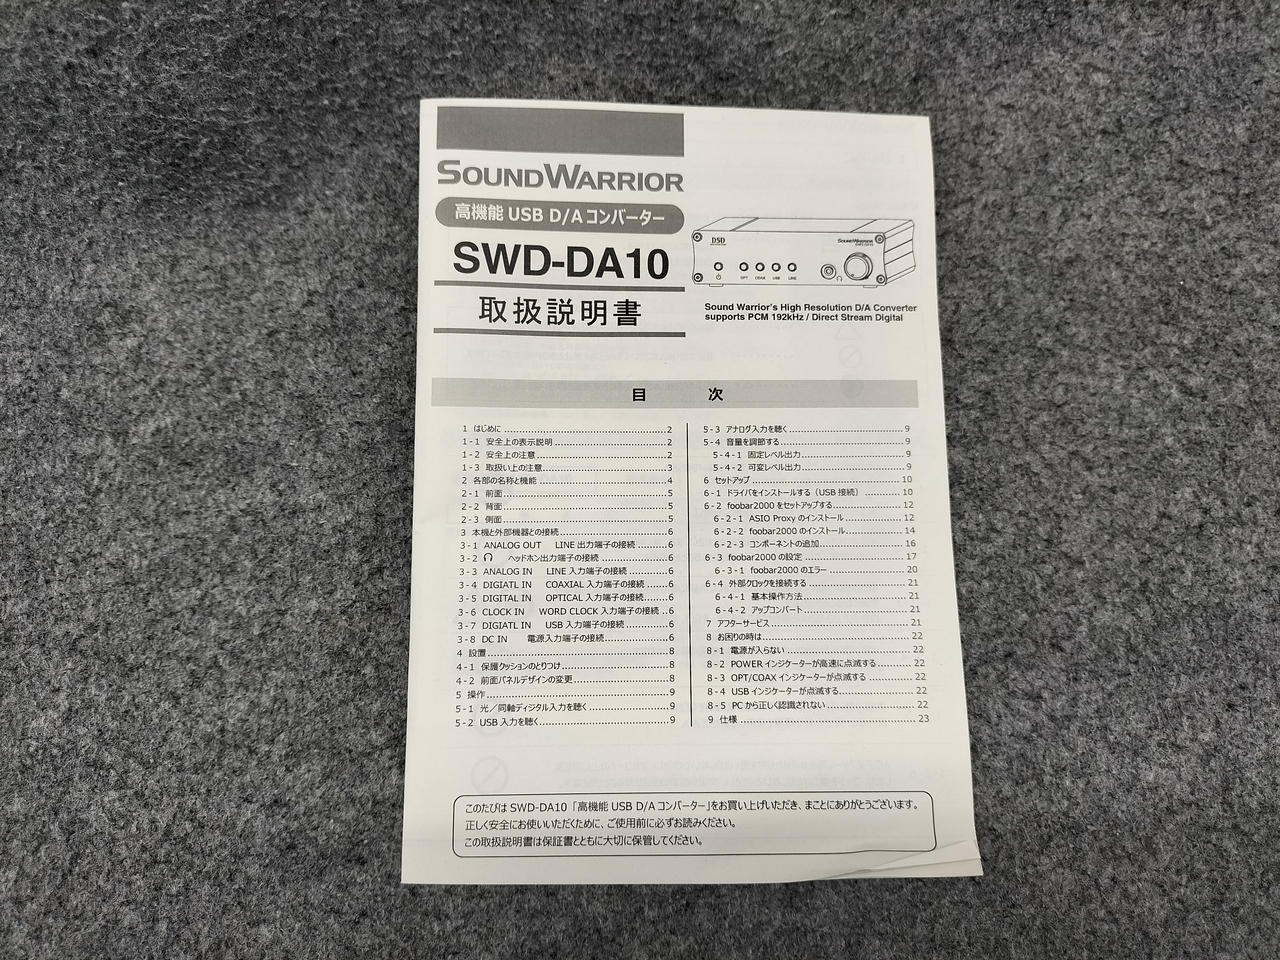 SOUNDWARRIOR
高機能 USB D/A コンバーター
SWD-DA10
取扱説明書
DSD
SOUNDWARRIOR
OPT COAX USB LINE
Sound Warrior's High Resolution D/A Converter
supports PCM 192kHz / Direct Stream Digital
目 次
1 はじめに ........ 2
1-1 安全上の表示説明 ........ 2
1-2 安全上の注意 ........ 2
1-3 取扱い上の注意 ........ 3
2 各部の名称と機能 ........ 4
2-1 前面 ........ 5
2-2 背面 ........ 5
2-3 側面 ........ 5
3 本機と外部機器との接続 ........ 6
3-1 ANALOG OUT LINE 出力端子の接続 ........ 6
3-2 ヘッドホン出力端子の接続 ........ 6
3-3 ANALOG IN LINE 入力端子の接続 ........ 6
3-4 DIGIATL IN COAXIAL 入力端子の接続 ........ 6
3-5 DIGITAL IN OPTICAL 入力端子の接続 ........ 6
3-6 CLOCK IN WORD CLOCK 入力端子の接続 .. 6
3-7 DIGIATL IN USB 入力端子の接続 ........ 6
3-8 DC IN 電源入力端子の接続 ........ 6
4 設置 ........ 8
4-1 保護クッションのとりつけ ........ 8
4-2 前面パネルデザインの変更 ........ 8
5 操作 ........ 9
5-1 光／同軸ディジタル入力を聴く ........ 9
5-2 USB 入力を聴く ........ 9
5-3 アナログ入力を聴く ........ 9
5-4 音量を調節する ........ 9
5-4-1 固定レベル出力 ........ 9
5-4-2 可変レベル出力 ........ 9
6 セットアップ ........ 10
6-1 ドライバをインストールする（USB 接続） ........ 10
6-2 foobar2000 をセットアップする ........ 12
6-2-1 ASIO Proxy のインストール ........ 12
6-2-2 foobar2000 のインストール ........ 14
6-2-3 コンポーネントの追加 ........ 16
6-3 foobar2000 の設定 ........ 17
6-3-1 foobar2000 のエラー ........ 20
6-4 外部クロックを接続する ........ 21
6-4-1 基本操作方法 ........ 21
6-4-2 アップコンバート ........ 21
7 アフターサービス ........ 21
8 お困りの時は ........ 22
8-1 電源が入らない ........ 22
8-2 POWER インジケーターが高速に点滅する ........ 22
8-3 OPT/COAX インジケーターが点滅する ........ 22
8-4 USB インジケーターが点滅する ........ 22
8-5 PC から正しく認識されない ........ 22
9 仕様 ........ 23
このたびは SWD-DA10「高機能 USB D/A コンバーター」をお買い上げいただき、まことにありがとうございます。
正しく安全にお使いいただくために、ご使用前に必ずお読みください。
この取扱説明書は保証書とともに大切に保管してください。